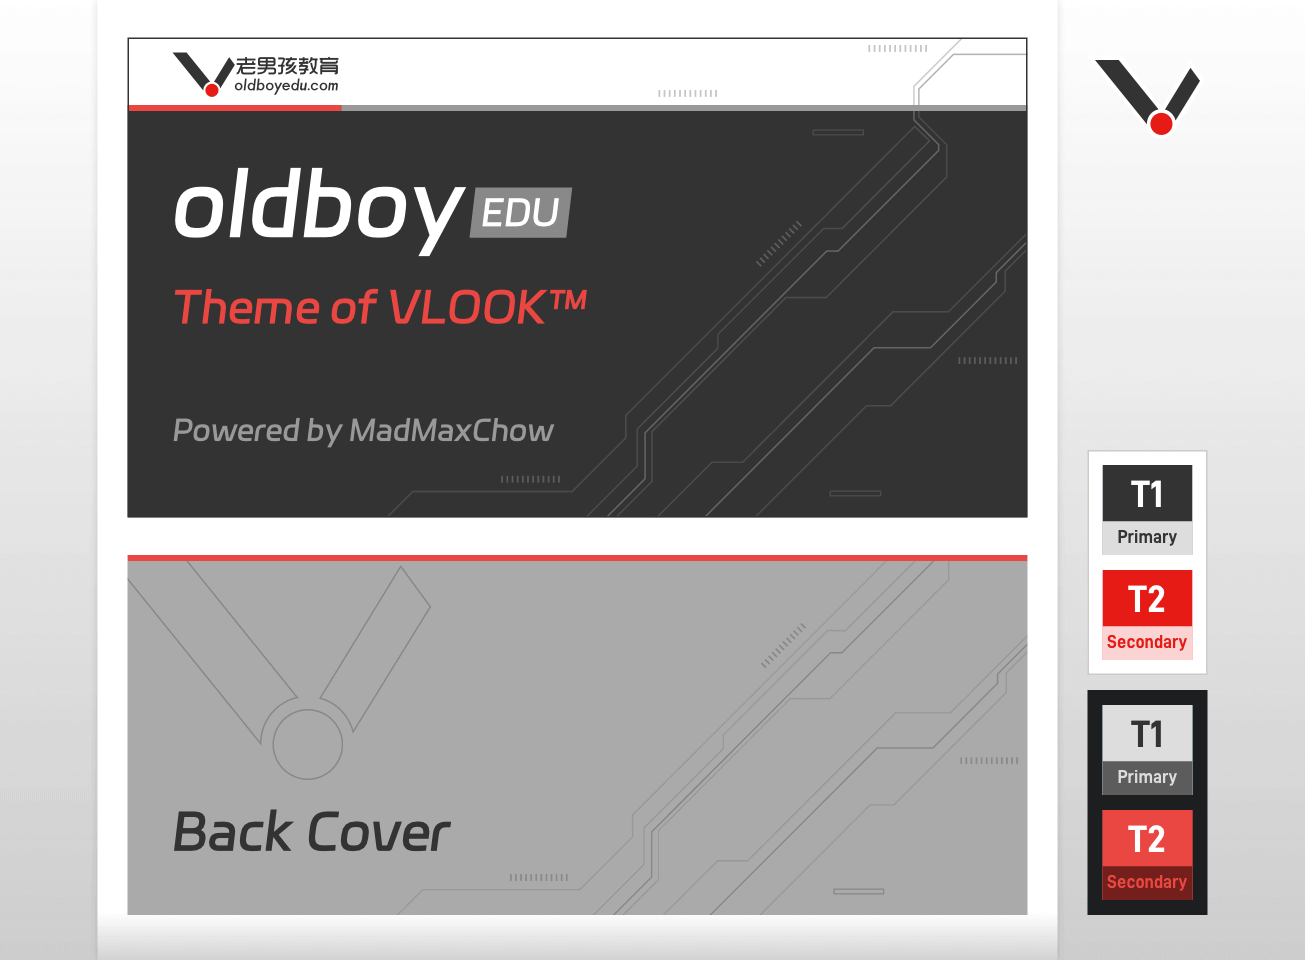 老男孩教育
oldboyedu.com
oldboy EDU
Theme of VLOOK™
Powered by MadMaxChow
Back Cover
T1
Primary
T2
Secondary
T1
Primary
T2
Secondary